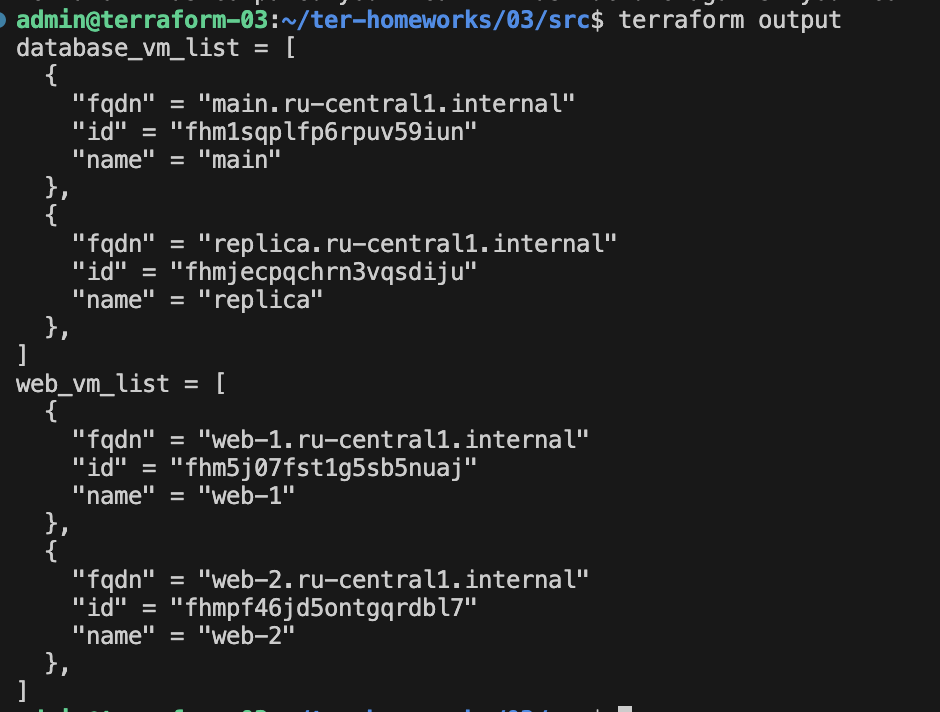 admin@terraform-03:~/ter-homeworks/03/src$ terraform output
database_vm_list = [
  {
    "fqdn" = "main.ru-central1.internal"
    "id" = "fhm1sqplfp6rpuv59iun"
    "name" = "main"
  },
  {
    "fqdn" = "replica.ru-central1.internal"
    "id" = "fhmjecpqchrn3vqsdiju"
    "name" = "replica"
  },
]
web_vm_list = [
  {
    "fqdn" = "web-1.ru-central1.internal"
    "id" = "fhm5j07fst1g5sb5nuaj"
    "name" = "web-1"
  },
  {
    "fqdn" = "web-2.ru-central1.internal"
    "id" = "fhmpf46jd5ontgqrdbl7"
    "name" = "web-2"
  },
]